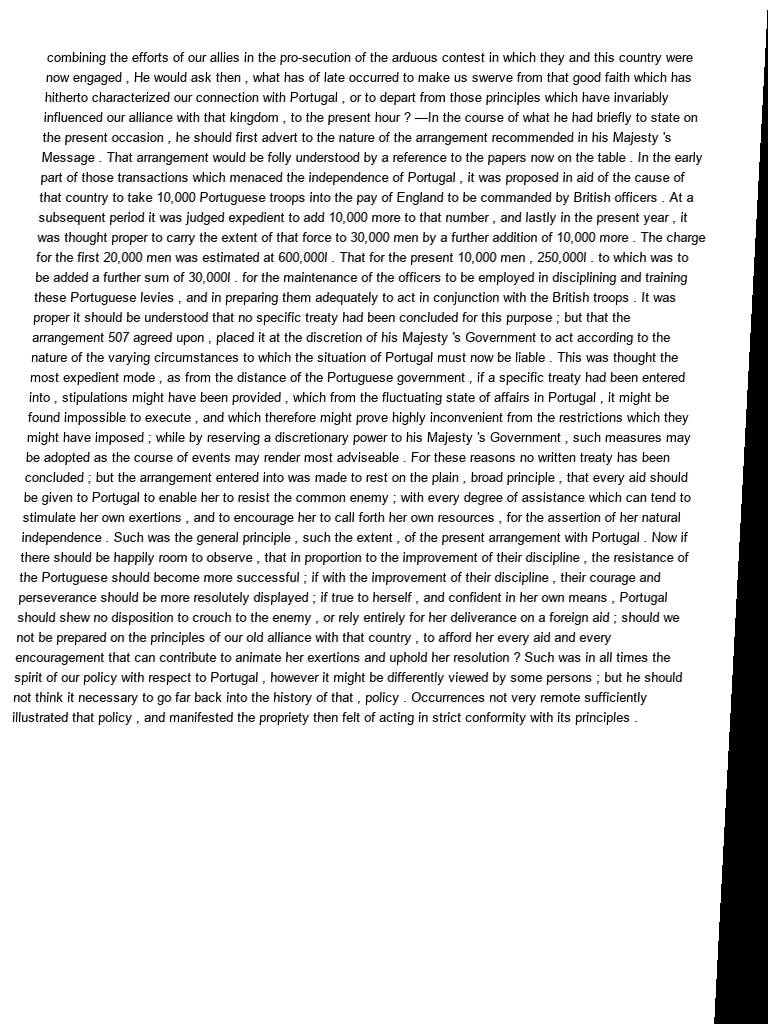 combining the efforts of our allies in the pro-secution of the arduous contest in which they and this country were
now engaged , He would ask then , what has of late occurred to make us swerve from that good faith which has
hitherto characterized our connection with Portugal , or to depart from those principles which have invariably
influenced our alliance with that kingdom , to the present hour ? —In the course of what he had briefly to state on
the present occasion , he should first advert to the nature of the arrangement recommended in his Majesty 's
Message . That arrangement would be folly understood by a reference to the papers now on the table . In the early
part of those transactions which menaced the independence of Portugal , it was proposed in aid of the cause of
that country to take 10,000 Portuguese troops into the pay of England to be commanded by British officers . At a
subsequent period it was judged expedient to add 10,000 more to that number , and lastly in the present year , it
was thought proper to carry the extent of that force to 30,000 men by a further addition of 10,000 more . The charge
for the first 20,000 men was estimated at 600,000l . That for the present 10,000 men , 250,000l . to which was to
be added a further sum of 30,000l . for the maintenance of the officers to be employed in disciplining and training
these Portuguese levies , and in preparing them adequately to act in conjunction with the British troops . It was
proper it should be understood that no specific treaty had been concluded for this purpose ; but that the
arrangement 507 agreed upon , placed it at the discretion of his Majesty 's Government to act according to the
nature of the varying circumstances to which the situation of Portugal must now be liable . This was thought the
most expedient mode , as from the distance of the Portuguese government , if a specific treaty had been entered
into , stipulations might have been provided , which from the fluctuating state of affairs in Portugal , it might be
found impossible to execute , and which therefore might prove highly inconvenient from the restrictions which they
might have imposed ; while by reserving a discretionary power to his Majesty 's Government , such measures may
be adopted as the course of events may render most adviseable . For these reasons no written treaty has been
concluded ; but the arrangement entered into was made to rest on the plain , broad principle , that every aid should
be given to Portugal to enable her to resist the common enemy ; with every degree of assistance which can tend to
stimulate her own exertions , and to encourage her to call forth her own resources , for the assertion of her natural
independence . Such was the general principle , such the extent , of the present arrangement with Portugal . Now if
there should be happily room to observe , that in proportion to the improvement of their discipline , the resistance of
the Portuguese should become more successful ; if with the improvement of their discipline , their courage and
perseverance should be more resolutely displayed ; if true to herself , and confident in her own means , Portugal
should shew no disposition to crouch to the enemy , or rely entirely for her deliverance on a foreign aid ; should we
not be prepared on the principles of our old alliance with that country , to afford her every aid and every
encouragement that can contribute to animate her exertions and uphold her resolution ? Such was in all times the
spirit of our policy with respect to Portugal , however it might be differently viewed by some persons ; but he should
not think it necessary to go far back into the history of that , policy . Occurrences not very remote sufficiently
illustrated that policy , and manifested the propriety then felt of acting in strict conformity with its principles .